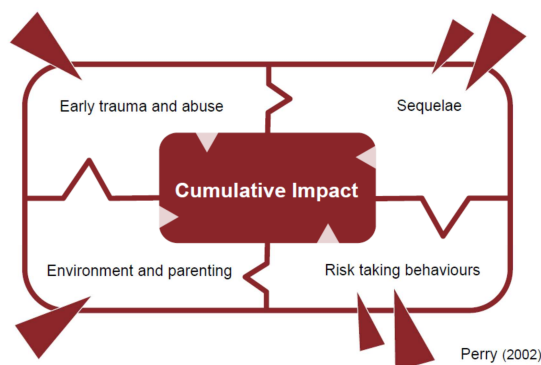 Early trauma and abuse
Sequelae
Cumulative Impact
Environment and parenting
Risk taking behaviours
Perry (2002)